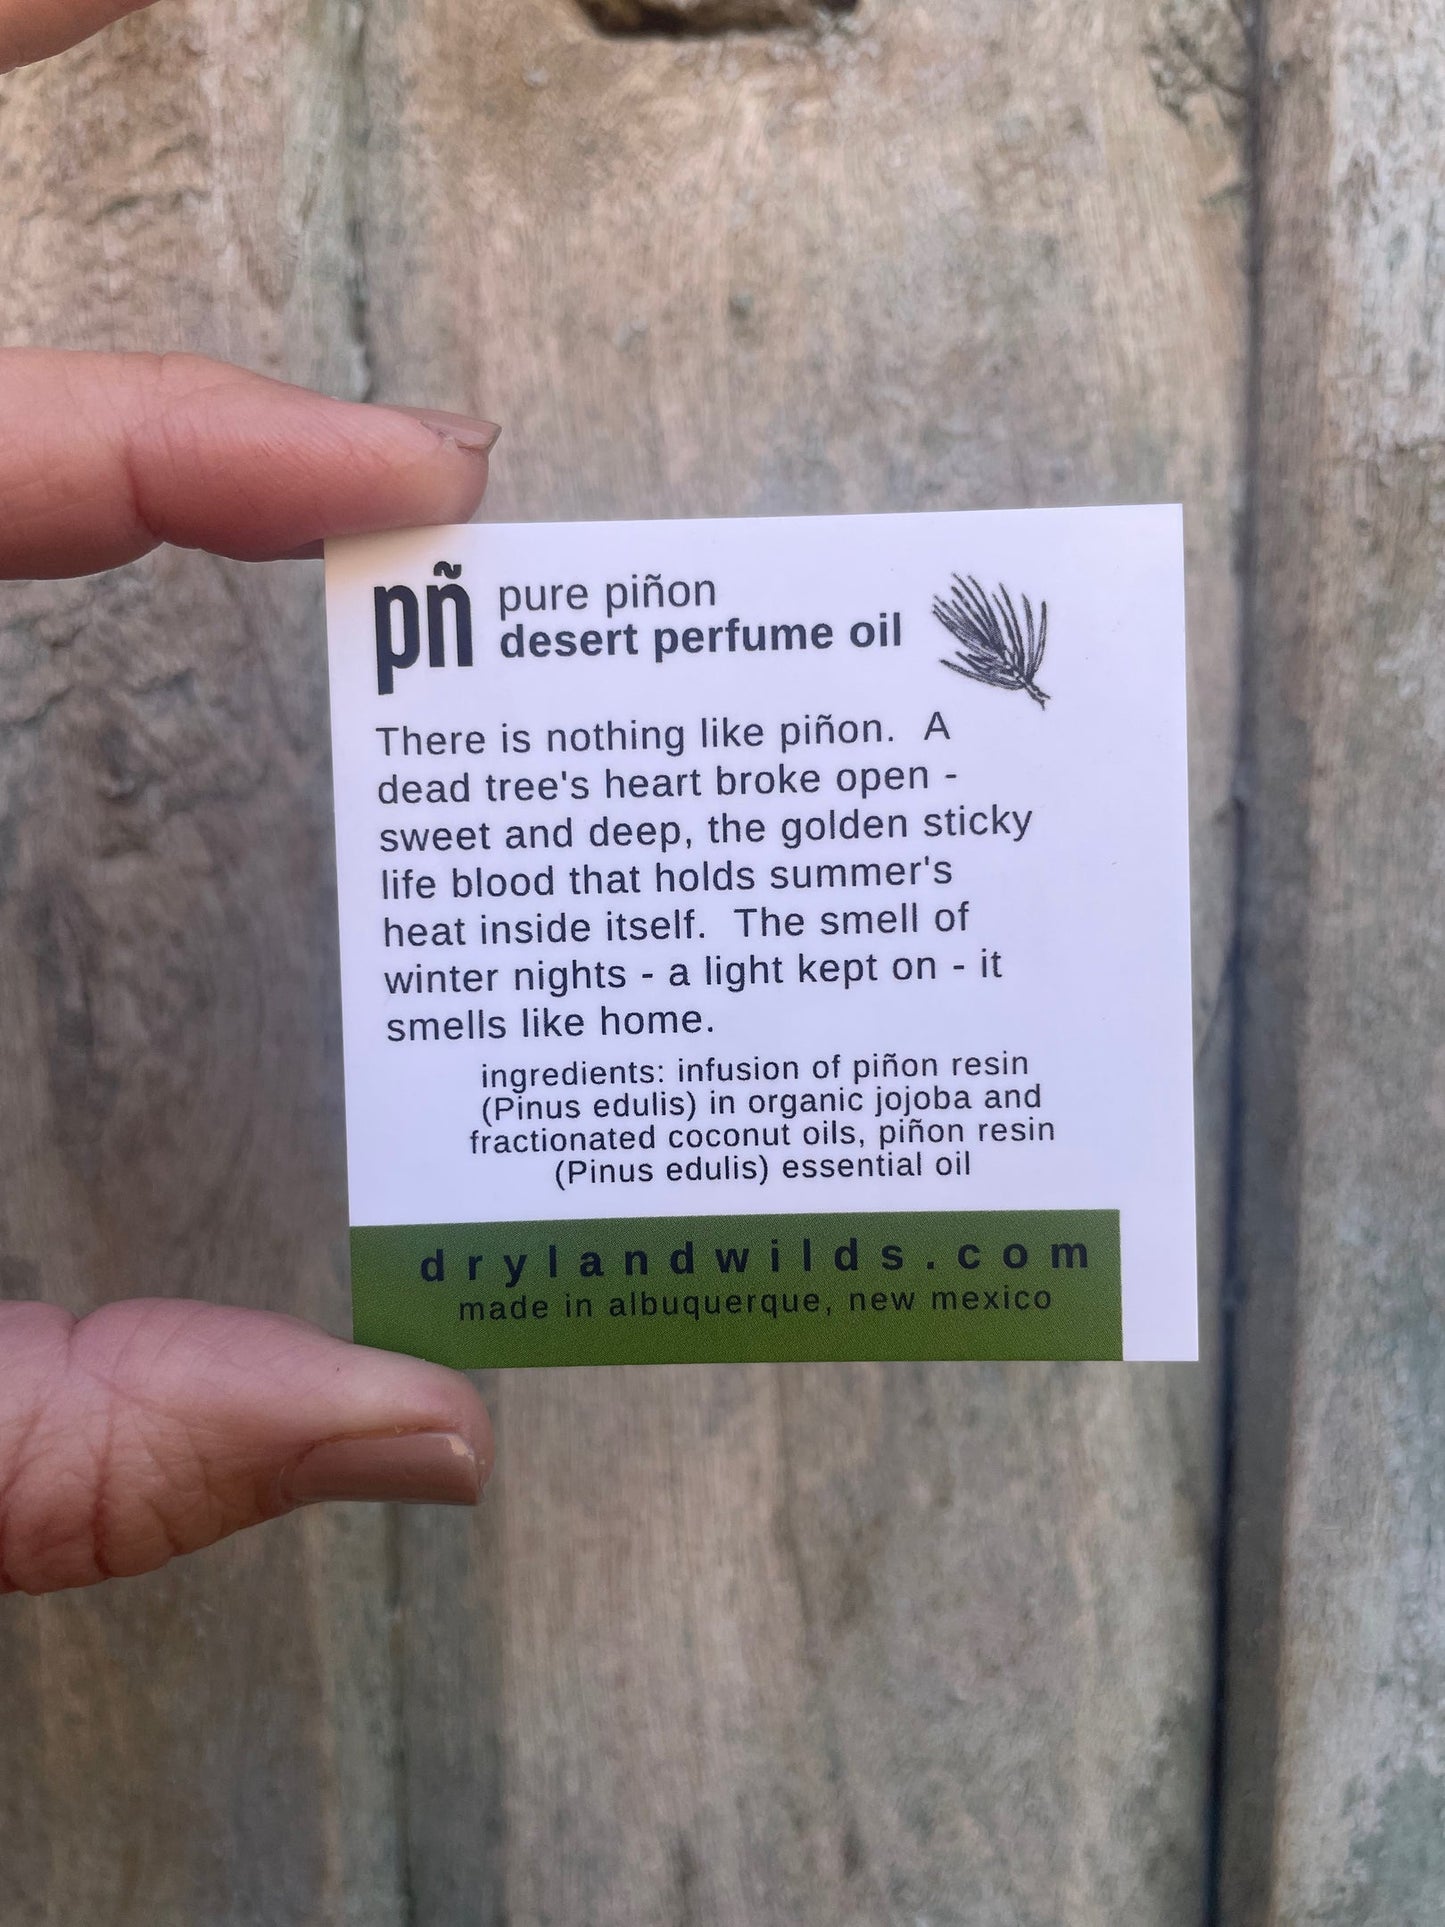 pñ pure piñon
desert perfume oil
There is nothing like piñon.  A
dead tree's heart broke open -
sweet and deep, the golden sticky
life blood that holds summer's
heat inside itself.  The smell of
winter nights - a light kept on - it
smells like home.
ingredients: infusion of piñon resin
(Pinus edulis) in organic jojoba and
fractionated coconut oils, piñon resin
(Pinus edulis) essential oil
drylandwilds.com
made in albuquerque, new mexico